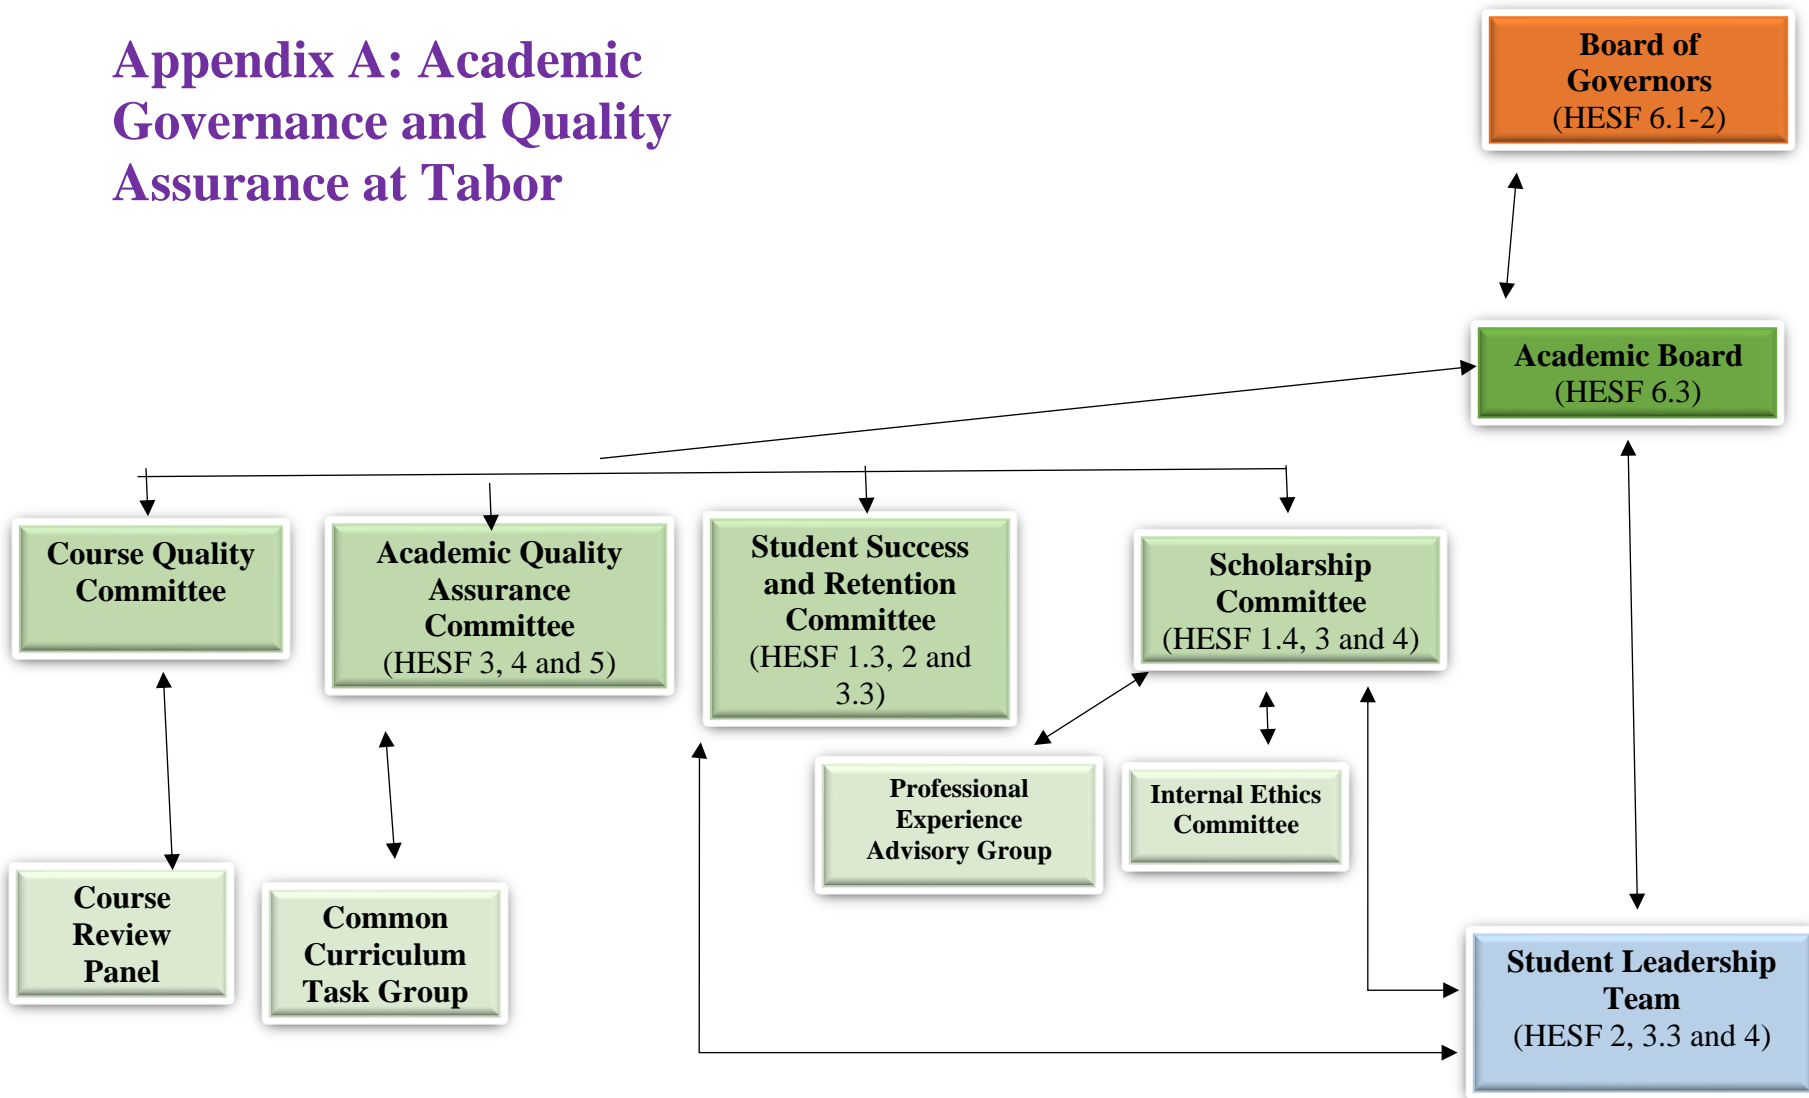 Appendix A: Academic
Governance and Quality
Assurance at Tabor
Board of
Governors
(HESF 6.1-2)
Academic Board
(HESF 6.3)
Course Quality
Committee
Academic Quality
Assurance
Committee
(HESF 3, 4 and 5)
Student Success
and Retention
Committee
(HESF 1.3, 2 and
3.3)
Scholarship
Committee
(HESF 1.4, 3 and 4)
Professional
Experience
Advisory Group
Internal Ethics
Committee
Course
Review
Panel
Common
Curriculum
Task Group
Student Leadership
Team
(HESF 2, 3.3 and 4)